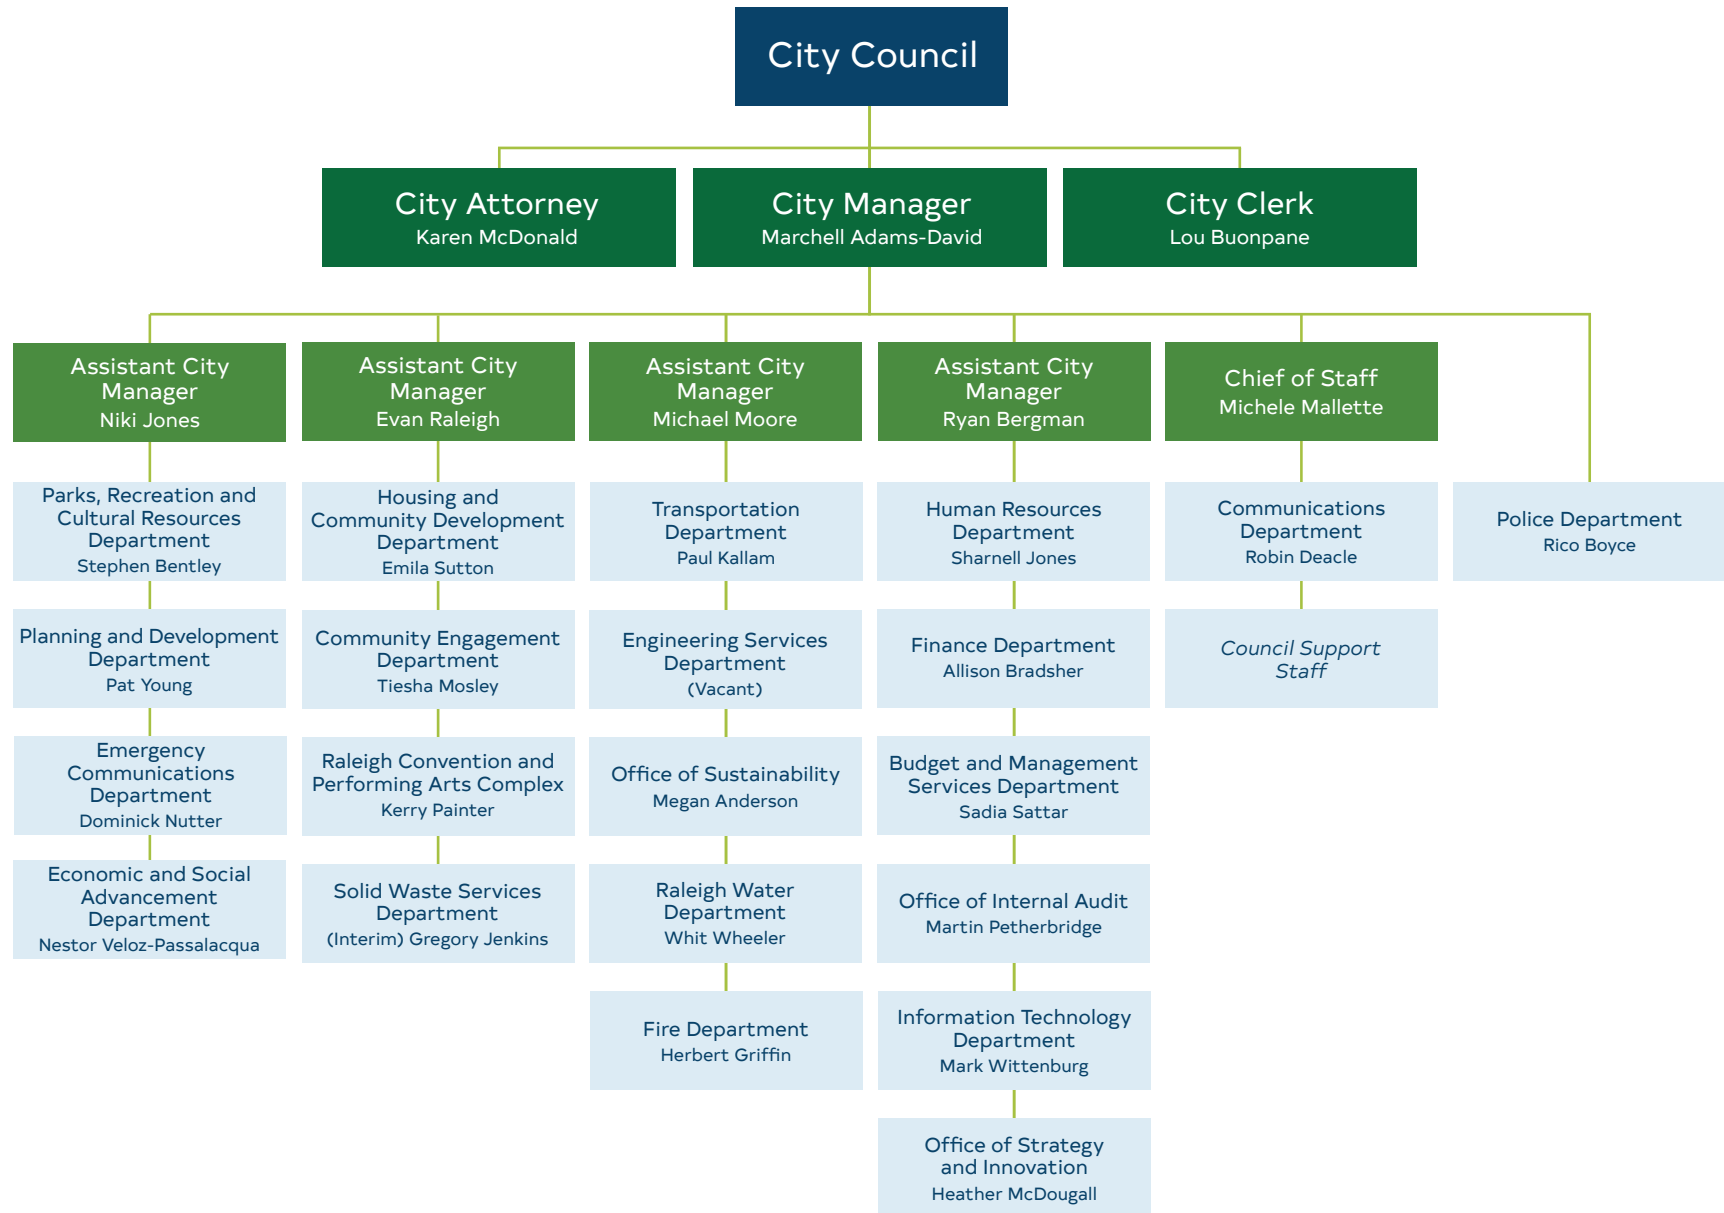 City Council
City Attorney
Karen McDonald
City Manager
Marchell Adams-David
City Clerk
Lou Buonpane
Assistant City
Manager
Niki Jones
Assistant City
Manager
Evan Raleigh
Assistant City
Manager
Michael Moore
Assistant City
Manager
Ryan Bergman
Chief of Staff
Michele Mallette
Parks, Recreation and
Cultural Resources
Department
Stephen Bentley
Housing and
Community Development
Department
Emila Sutton
Transportation
Department
Paul Kallam
Human Resources
Department
Sharnell Jones
Communications
Department
Robin Deacle
Police Department
Rico Boyce
Planning and Development
Department
Pat Young
Community Engagement
Department
Tiesha Mosley
Engineering Services
Department
(Vacant)
Finance Department
Allison Bradsher
Council Support
Staff
Emergency
Communications
Department
Dominick Nutter
Raleigh Convention and
Performing Arts Complex
Kerry Painter
Office of Sustainability
Megan Anderson
Budget and Management
Services Department
Sadia Sattar
Economic and Social
Advancement
Department
Nestor Veloz-Passalacqua
Solid Waste Services
Department
(Interim) Gregory Jenkins
Raleigh Water
Department
Whit Wheeler
Office of Internal Audit
Martin Petherbridge
Fire Department
Herbert Griffin
Information Technology
Department
Mark Wittenburg
Office of Strategy
and Innovation
Heather McDougall